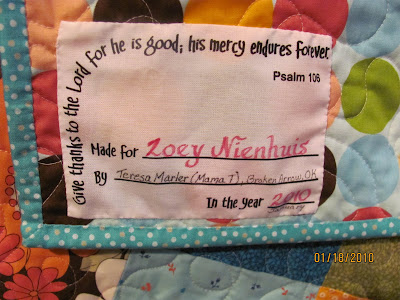 Give thanks to the Lord for he is good; his mercy endures forever.
Psalm 106
Made for Zoey Nienhuis
By Teresa Marler (Mama T), Broken Arrow, OK
In the year 2010
01/18/2010